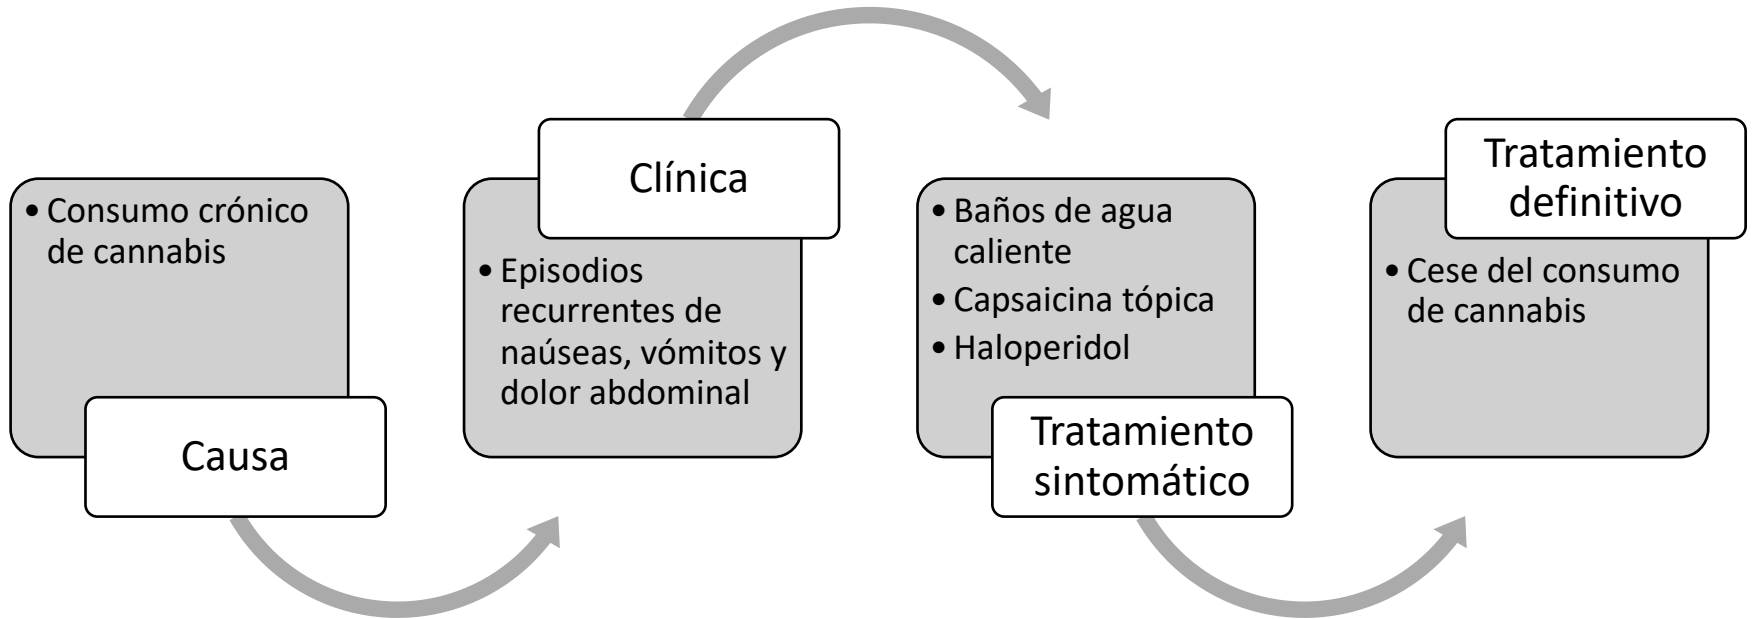 • Consumo crónico
de cannabis
Causa
Clínica
• Episodios
recurrentes de
naúseas, vómitos y
dolor abdominal
• Baños de agua
caliente
• Capsaicina tópica
• Haloperidol
Tratamiento
sintomático
Tratamiento
definitivo
• Cese del consumo
de cannabis